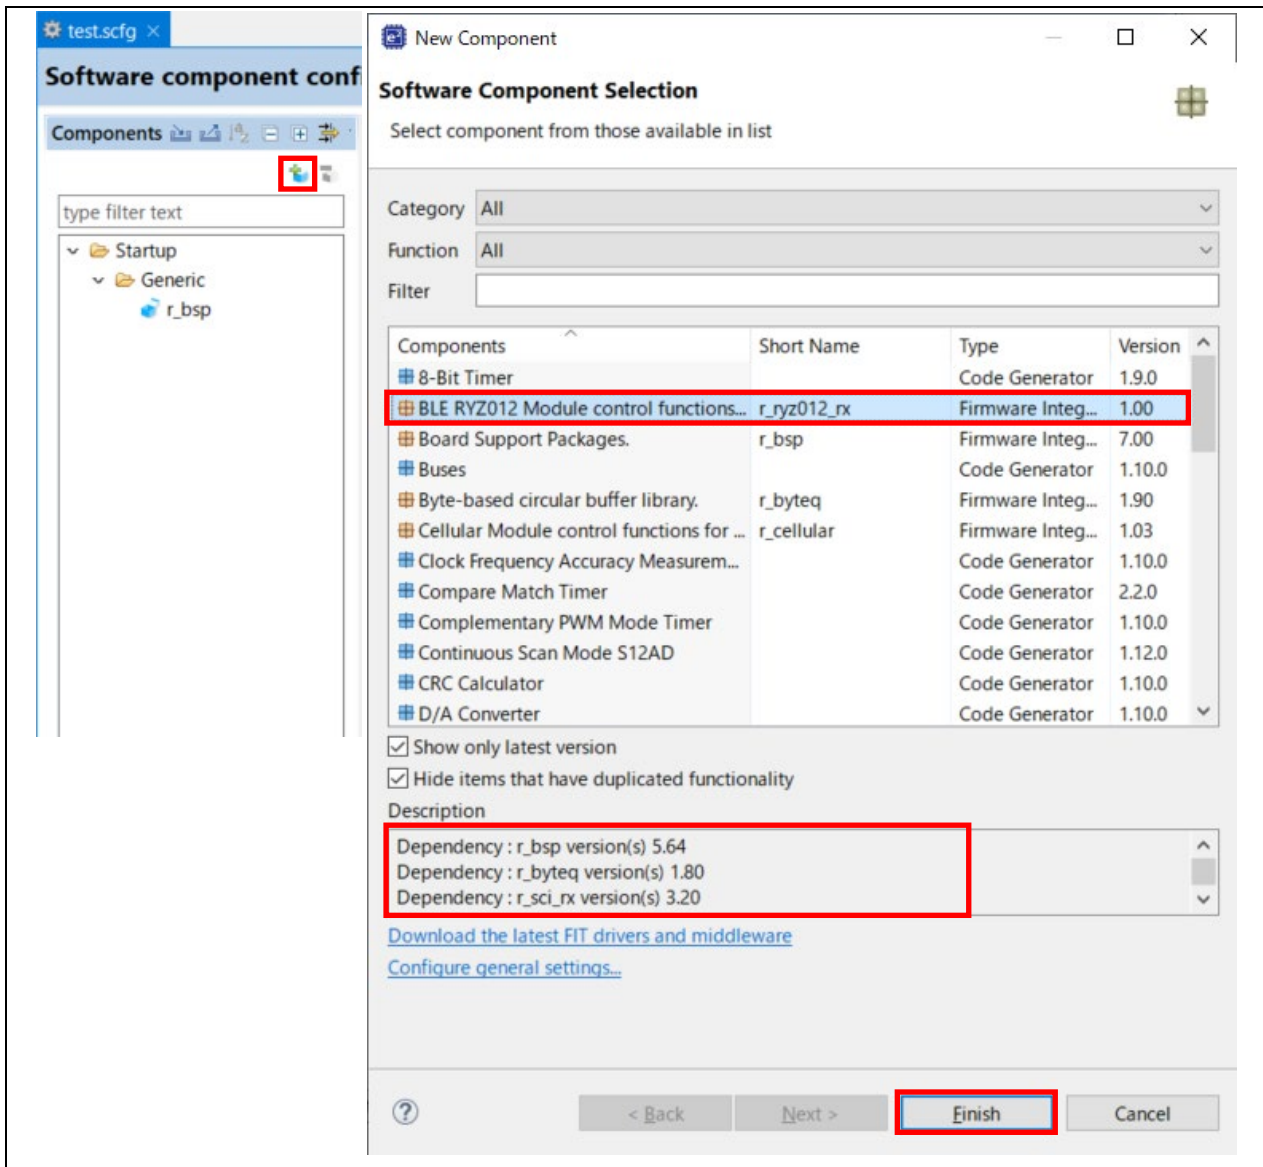 test.scfg
Software component confi
Components
type filter text
Startup
Generic
r_bsp
New Component
Software Component Selection
Select component from those available in list
Category All
Function All
Filter
Components Short Name Type Version
8-Bit Timer Code Generator 1.9.0
BLE RYZ012 Module control functions... r_ryz012_rx Firmware Integ... 1.00
Board Support Packages. r_bsp Firmware Integ... 7.00
Buses Code Generator 1.10.0
Byte-based circular buffer library. r_byteq Firmware Integ... 1.90
Cellular Module control functions for ... r_cellular Firmware Integ... 1.03
Clock Frequency Accuracy Measurem... Code Generator 1.10.0
Compare Match Timer Code Generator 2.2.0
Complementary PWM Mode Timer Code Generator 1.10.0
Continuous Scan Mode S12AD Code Generator 1.12.0
CRC Calculator Code Generator 1.10.0
D/A Converter Code Generator 1.10.0
Show only latest version
Hide items that have duplicated functionality
Description
Dependency : r_bsp version(s) 5.64
Dependency : r_byteq version(s) 1.80
Dependency : r_sci_rx version(s) 3.20
Download the latest FIT drivers and middleware
Configure general settings...
< Back Next > Finish Cancel